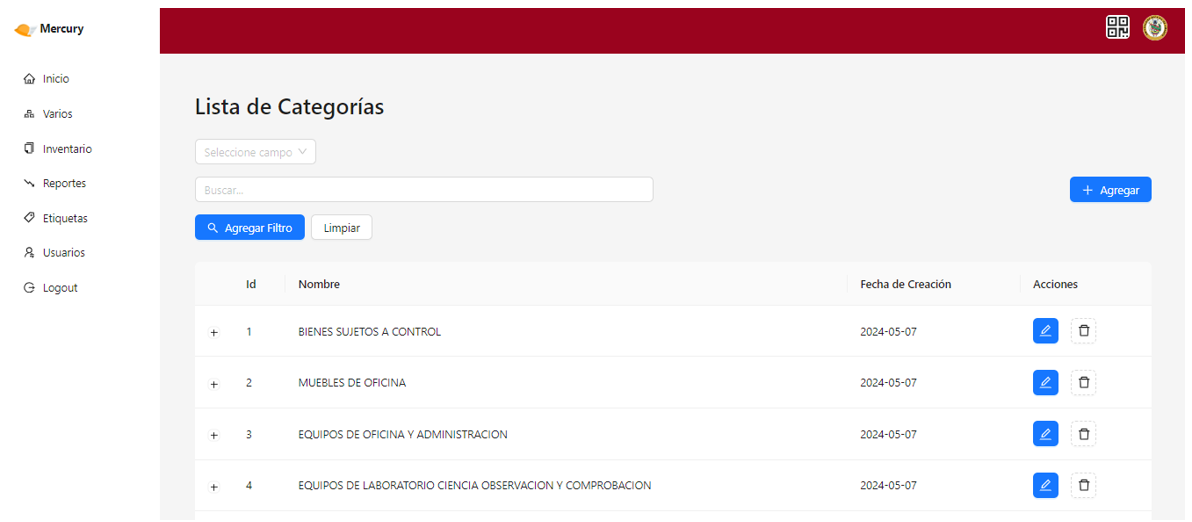 Mercury
Inicio
Varios
Inventario
Reportes
Etiquetas
Usuarios
Logout
Lista de Categorías
Seleccione campo
Buscar...
+ Agregar
Agregar Filtro Limpiar
Id Nombre Fecha de Creación Acciones
+ 1 BIENES SUJETOS A CONTROL 2024-05-07
+ 2 MUEBLES DE OFICINA 2024-05-07
+ 3 EQUIPOS DE OFICINA Y ADMINISTRACION 2024-05-07
+ 4 EQUIPOS DE LABORATORIO CIENCIA OBSERVACION Y COMPROBACION 2024-05-07